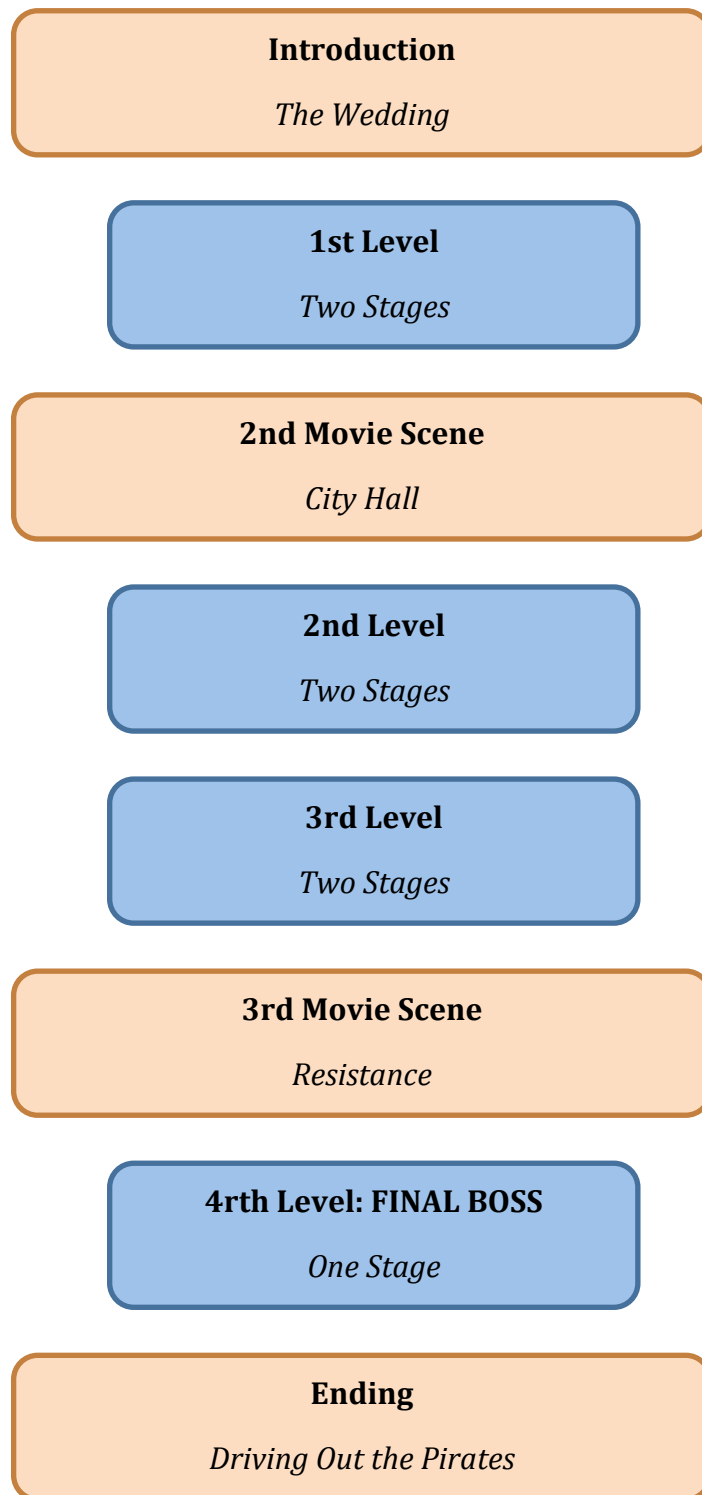 Introduction
The Wedding
1st Level
Two Stages
2nd Movie Scene
City Hall
2nd Level
Two Stages
3rd Level
Two Stages
3rd Movie Scene
Resistance
4rth Level: FINAL BOSS
One Stage
Ending
Driving Out the Pirates